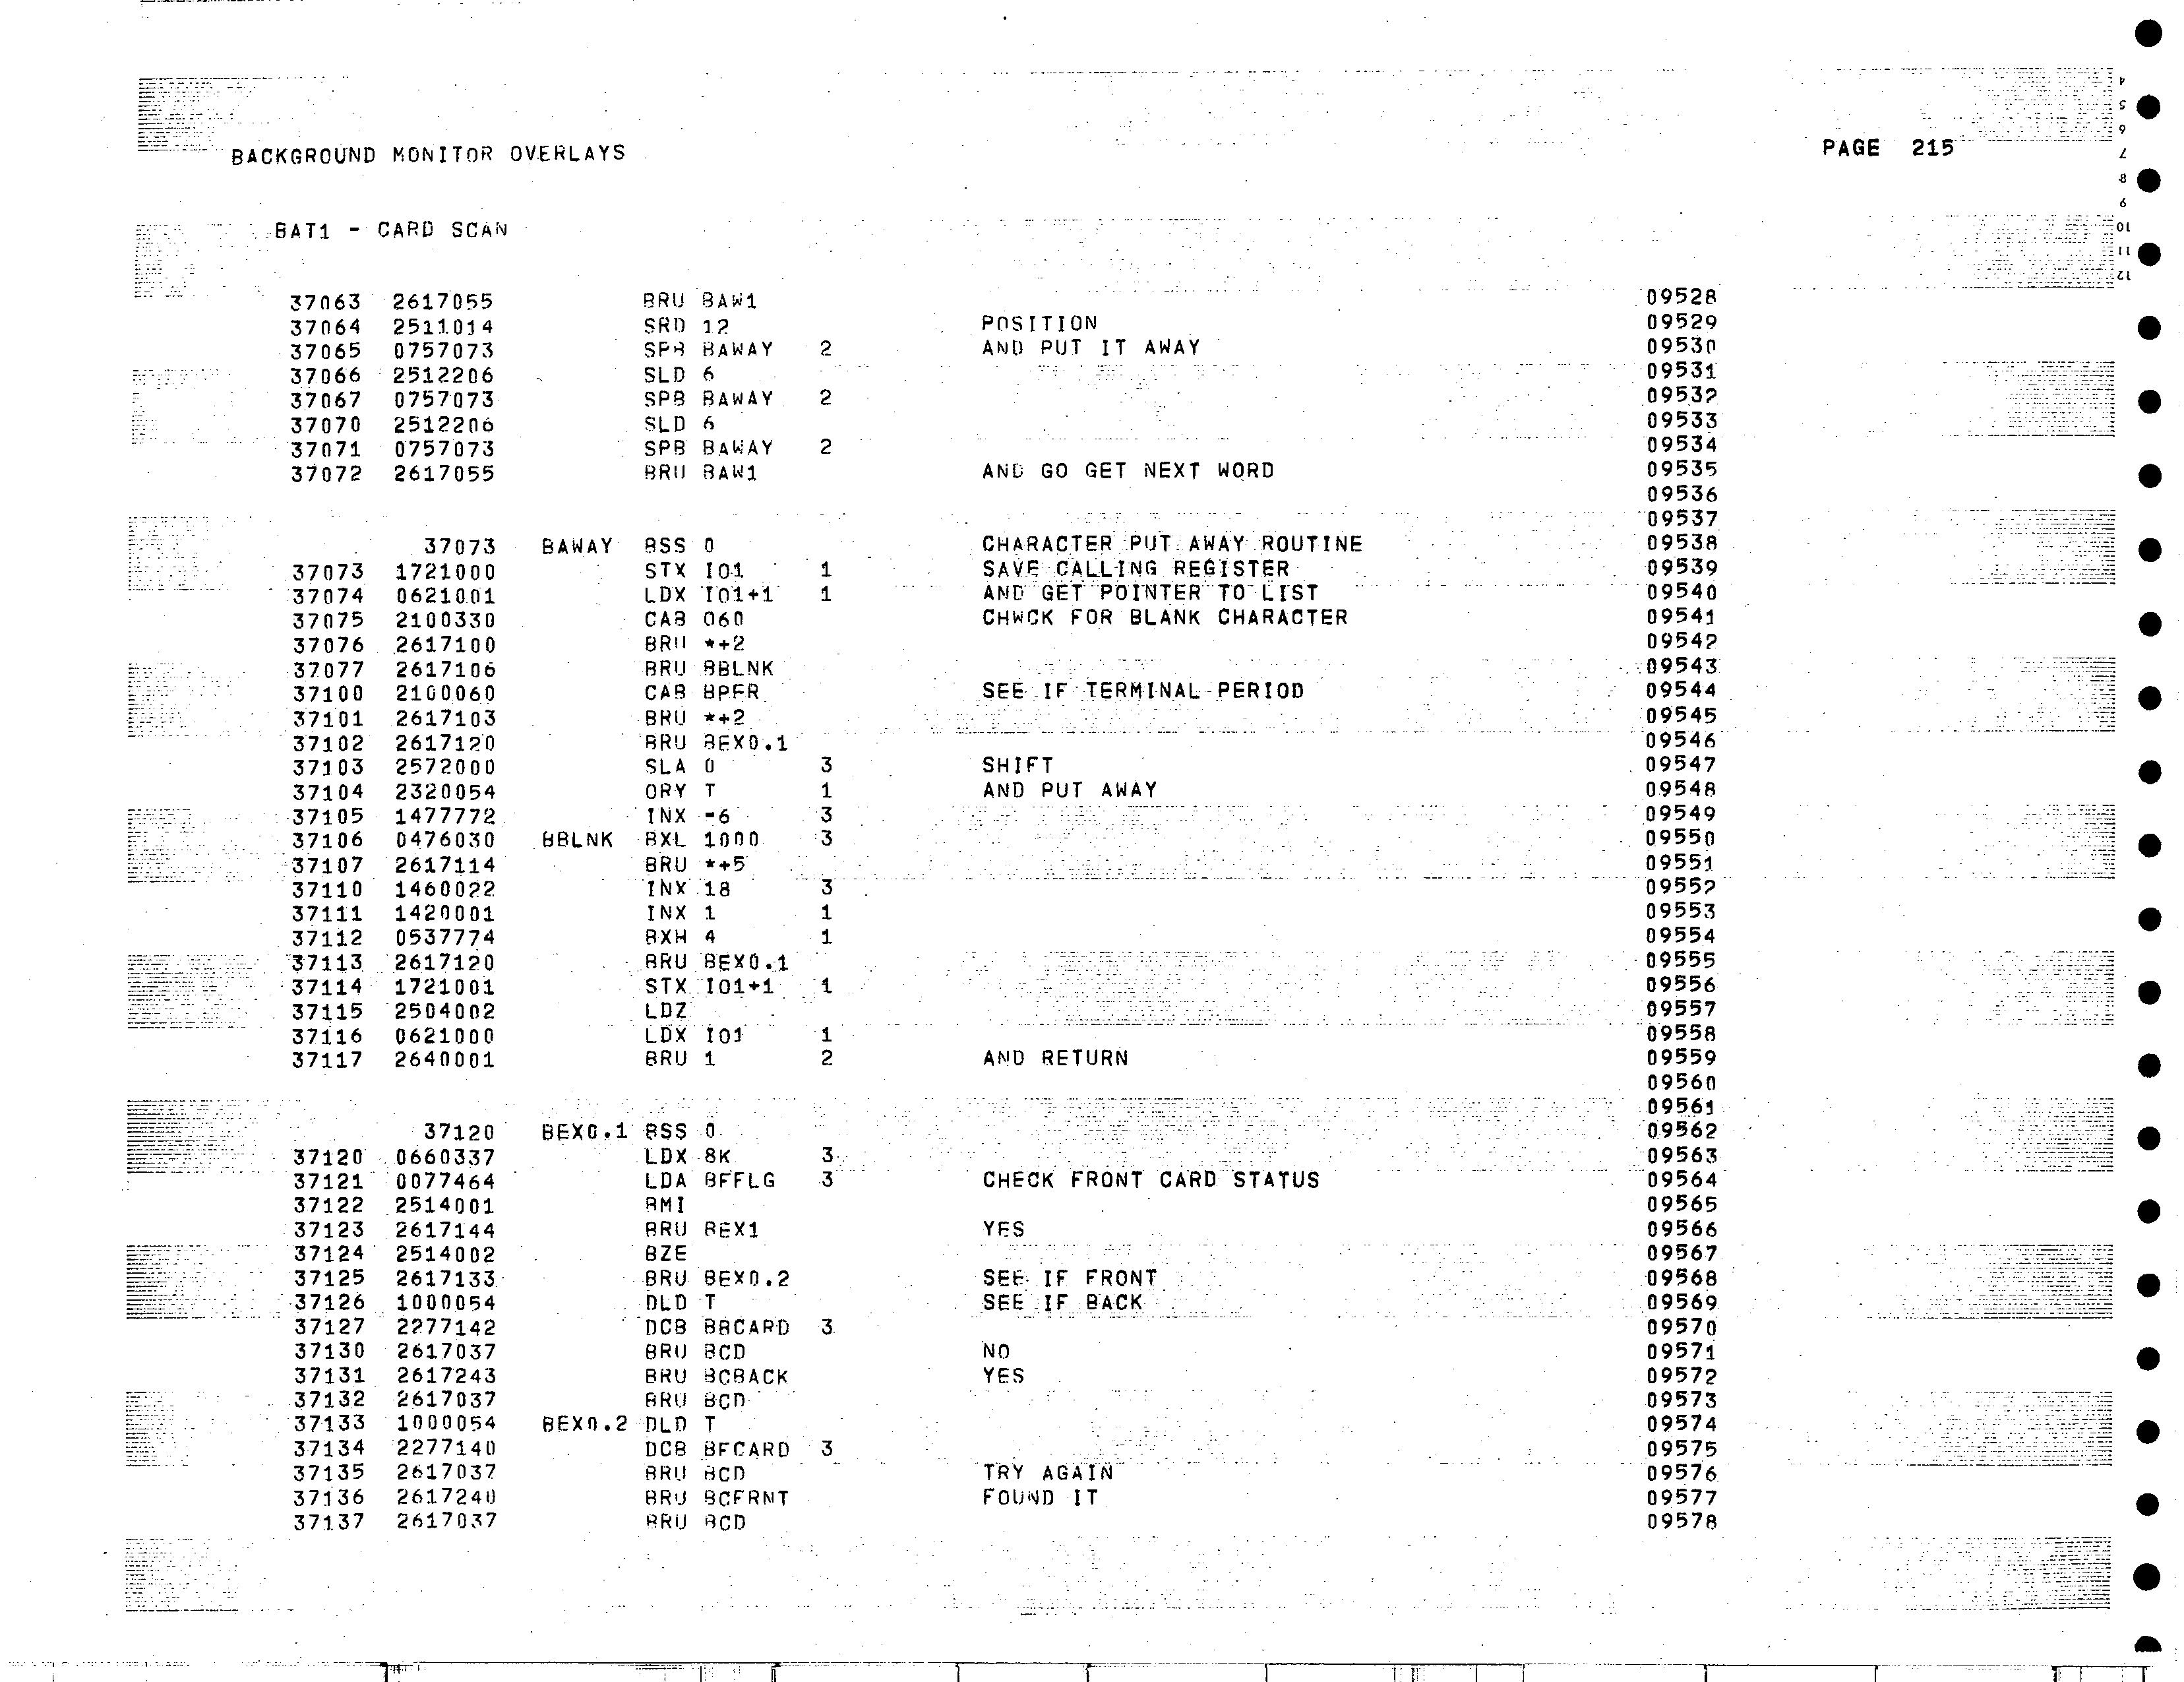 BACKGROUND MONITOR OVERLAYS PAGE 215
BAT1 - CARD SCAN
37063 2617055 BRU BAW1 09528
37064 2511014 SRD 12 POSITION 09529
37065 0757073 SPB BAWAY 2 AND PUT IT AWAY 09530
37066 2512206 SLD 6 09531
37067 0757073 SPB BAWAY 2 09532
37070 2512206 SLD 6 09533
37071 0757073 SPB BAWAY 2 09534
37072 2617055 BRU BAW1 AND GO GET NEXT WORD 09535
09536
09537
37073 BAWAY BSS 0 CHARACTER PUT AWAY ROUTINE 09538
37073 1721000 STX IO1 1 SAVE CALLING REGISTER 09539
37074 0621001 LDX IO1+1 1 AND GET POINTER TO LIST 09540
37075 2100330 CAB 060 CHWCK FOR BLANK CHARACTER 09541
37076 2617100 BRU *+2 09542
37077 2617106 BRU BBLNK 09543
37100 2100060 CAB BPER SEE IF TERMINAL PERIOD 09544
37101 2617103 BRU *+2 09545
37102 2617120 BRU BEX0.1 09546
37103 2572000 SLA 0 3 SHIFT 09547
37104 2320054 ORY T 1 AND PUT AWAY 09548
37105 1477772 INX -6 3 09549
37106 0476030 BBLNK BXL 1000 3 09550
37107 2617114 BRU *+5 09551
37110 1460022 INX 18 3 09552
37111 1420001 INX 1 1 09553
37112 0537774 BXH 4 1 09554
37113 2617120 BRU BEX0.1 09555
37114 1721001 STX IO1+1 1 09556
37115 2504002 LDZ 09557
37116 0621000 LDX IO1 1 09558
37117 2640001 BRU 1 2 AND RETURN 09559
09560
09561
37120 BEX0.1 BSS 0 09562
37120 0660337 LDX 8K 3 09563
37121 0077464 LDA BFFLG 3 CHECK FRONT CARD STATUS 09564
37122 2514001 BMI 09565
37123 2617144 BRU BEX1 YES 09566
37124 2514002 BZE 09567
37125 2617133 BRU BEX0.2 SEE IF FRONT 09568
37126 1000054 DLD T SEE IF BACK 09569
37127 2277142 DCB BBCARD 3 09570
37130 2617037 BRU BCD NO 09571
37131 2617243 BRU BCBACK YES 09572
37132 2617037 BRU BCD 09573
37133 1000054 BEX0.2 DLD T 09574
37134 2277140 DCB BFCARD 3 09575
37135 2617037 BRU BCD TRY AGAIN 09576
37136 2617240 BRU BCFRNT FOUND IT 09577
37137 2617037 BRU BCD 09578
4
5
6
7
8
9
10
11
12